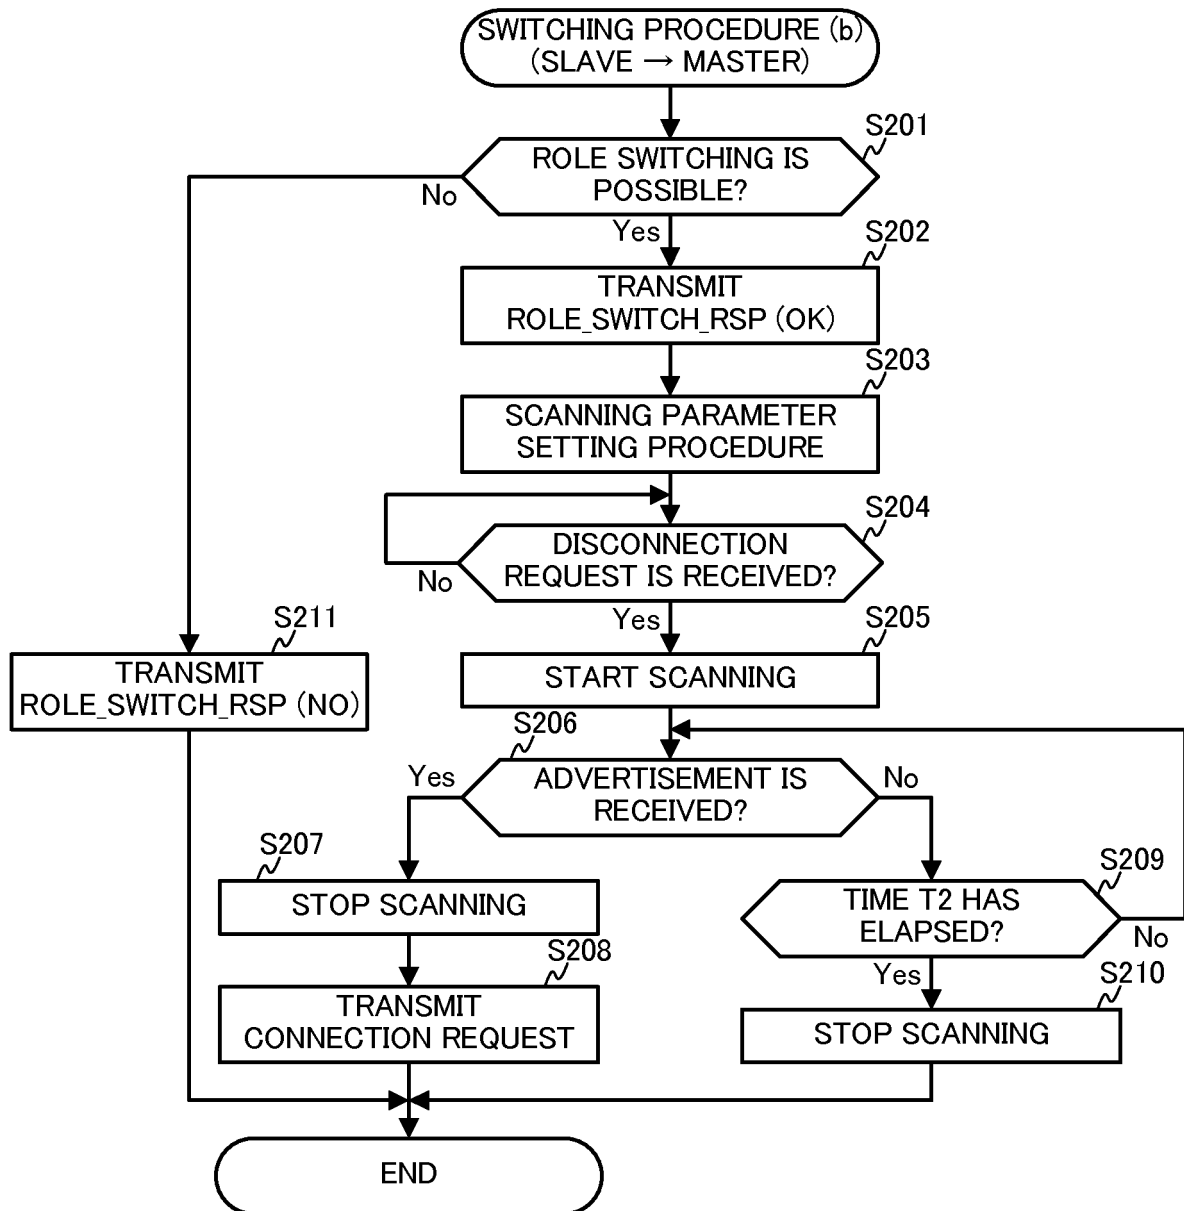 SWITCHING PROCEDURE (b)
(SLAVE → MASTER)
S201
ROLE SWITCHING IS
POSSIBLE?
No
Yes
S202
TRANSMIT
ROLE_SWITCH_RSP (OK)
S203
SCANNING PARAMETER
SETTING PROCEDURE
S204
DISCONNECTION
REQUEST IS RECEIVED?
No
Yes
S211
TRANSMIT
ROLE_SWITCH_RSP (NO)
S205
START SCANNING
S206
ADVERTISEMENT IS
RECEIVED?
Yes
No
S207
STOP SCANNING
S208
TRANSMIT
CONNECTION REQUEST
S209
TIME T2 HAS
ELAPSED?
No
Yes
S210
STOP SCANNING
END